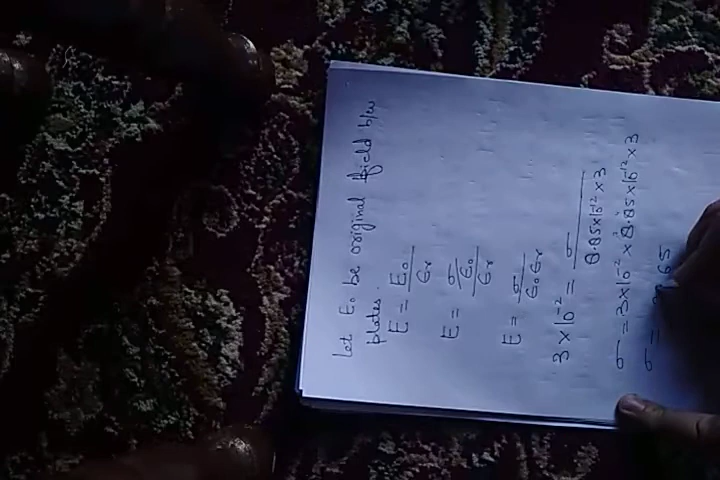 Let E₀ be original field b/w
plates.
E = E₀/εᵣ
E = (σ/ε₀)/εᵣ
E = σ/(ε₀εᵣ)
3 × 10⁻² = σ/(8.85×10⁻¹² × 3)
σ = 3×10⁻² × 8.85×10⁻¹² × 3
σ = 65